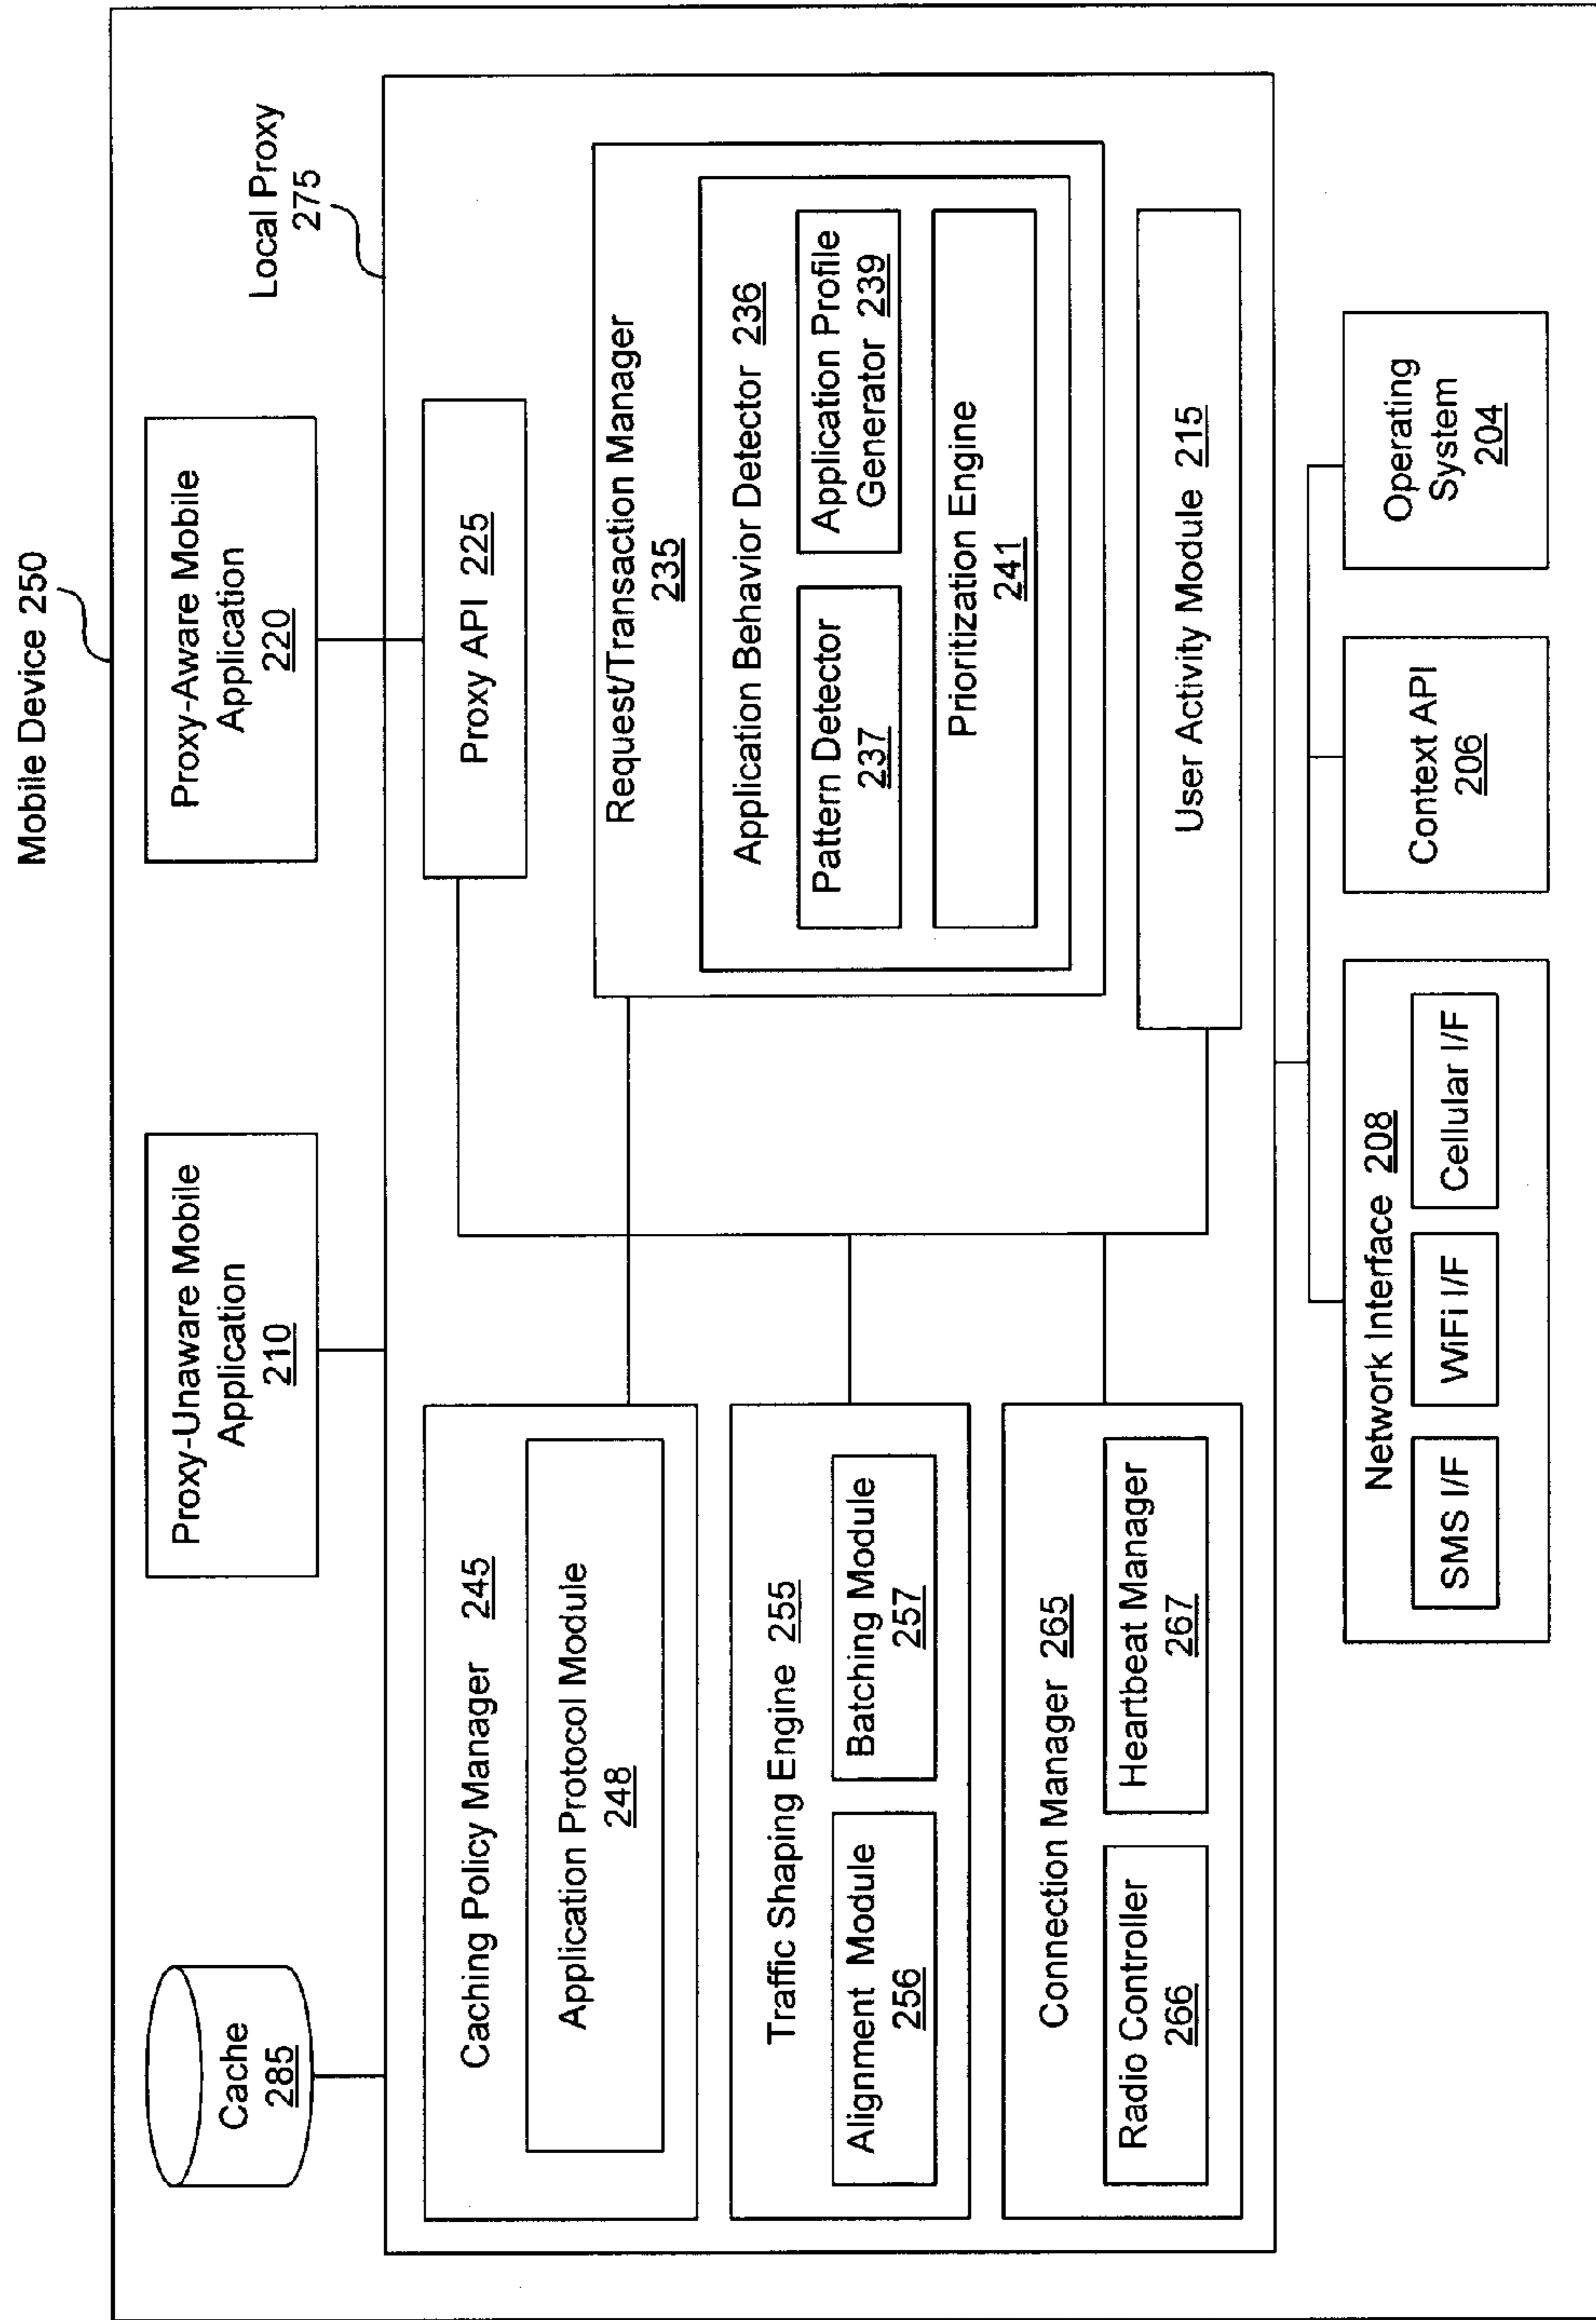 Mobile Device 250
Cache
285
Proxy-Unaware Mobile
Application
210
Proxy-Aware Mobile
Application
220
Local Proxy
275
Caching Policy Manager 245
Application Protocol Module
248
Proxy API 225
Request/Transaction Manager
235
Application Behavior Detector 236
Pattern Detector
237
Application Profile
Generator 239
Prioritization Engine
241
Traffic Shaping Engine 255
Alignment Module
256
Batching Module
257
Connection Manager 265
Radio Controller
266
Heartbeat Manager
267
User Activity Module 215
Network Interface 208
SMS I/F
WiFi I/F
Cellular I/F
Context API
206
Operating
System
204